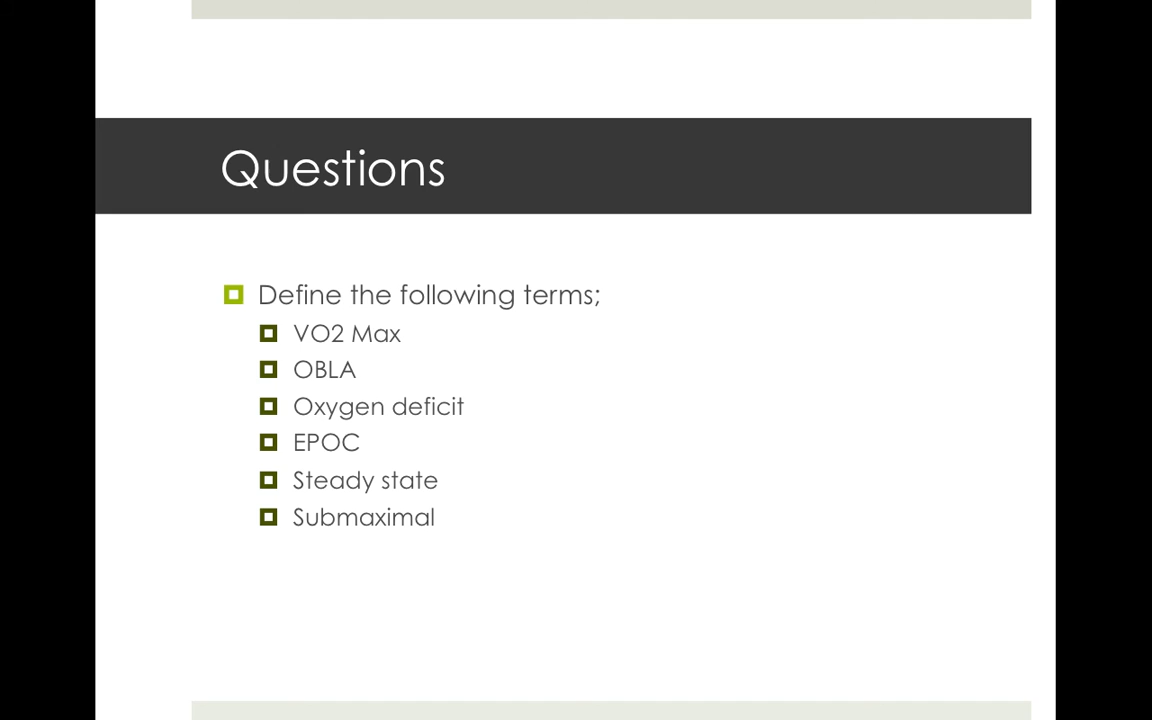 Questions
Define the following terms;
VO2 Max
OBLA
Oxygen deficit
EPOC
Steady state
Submaximal